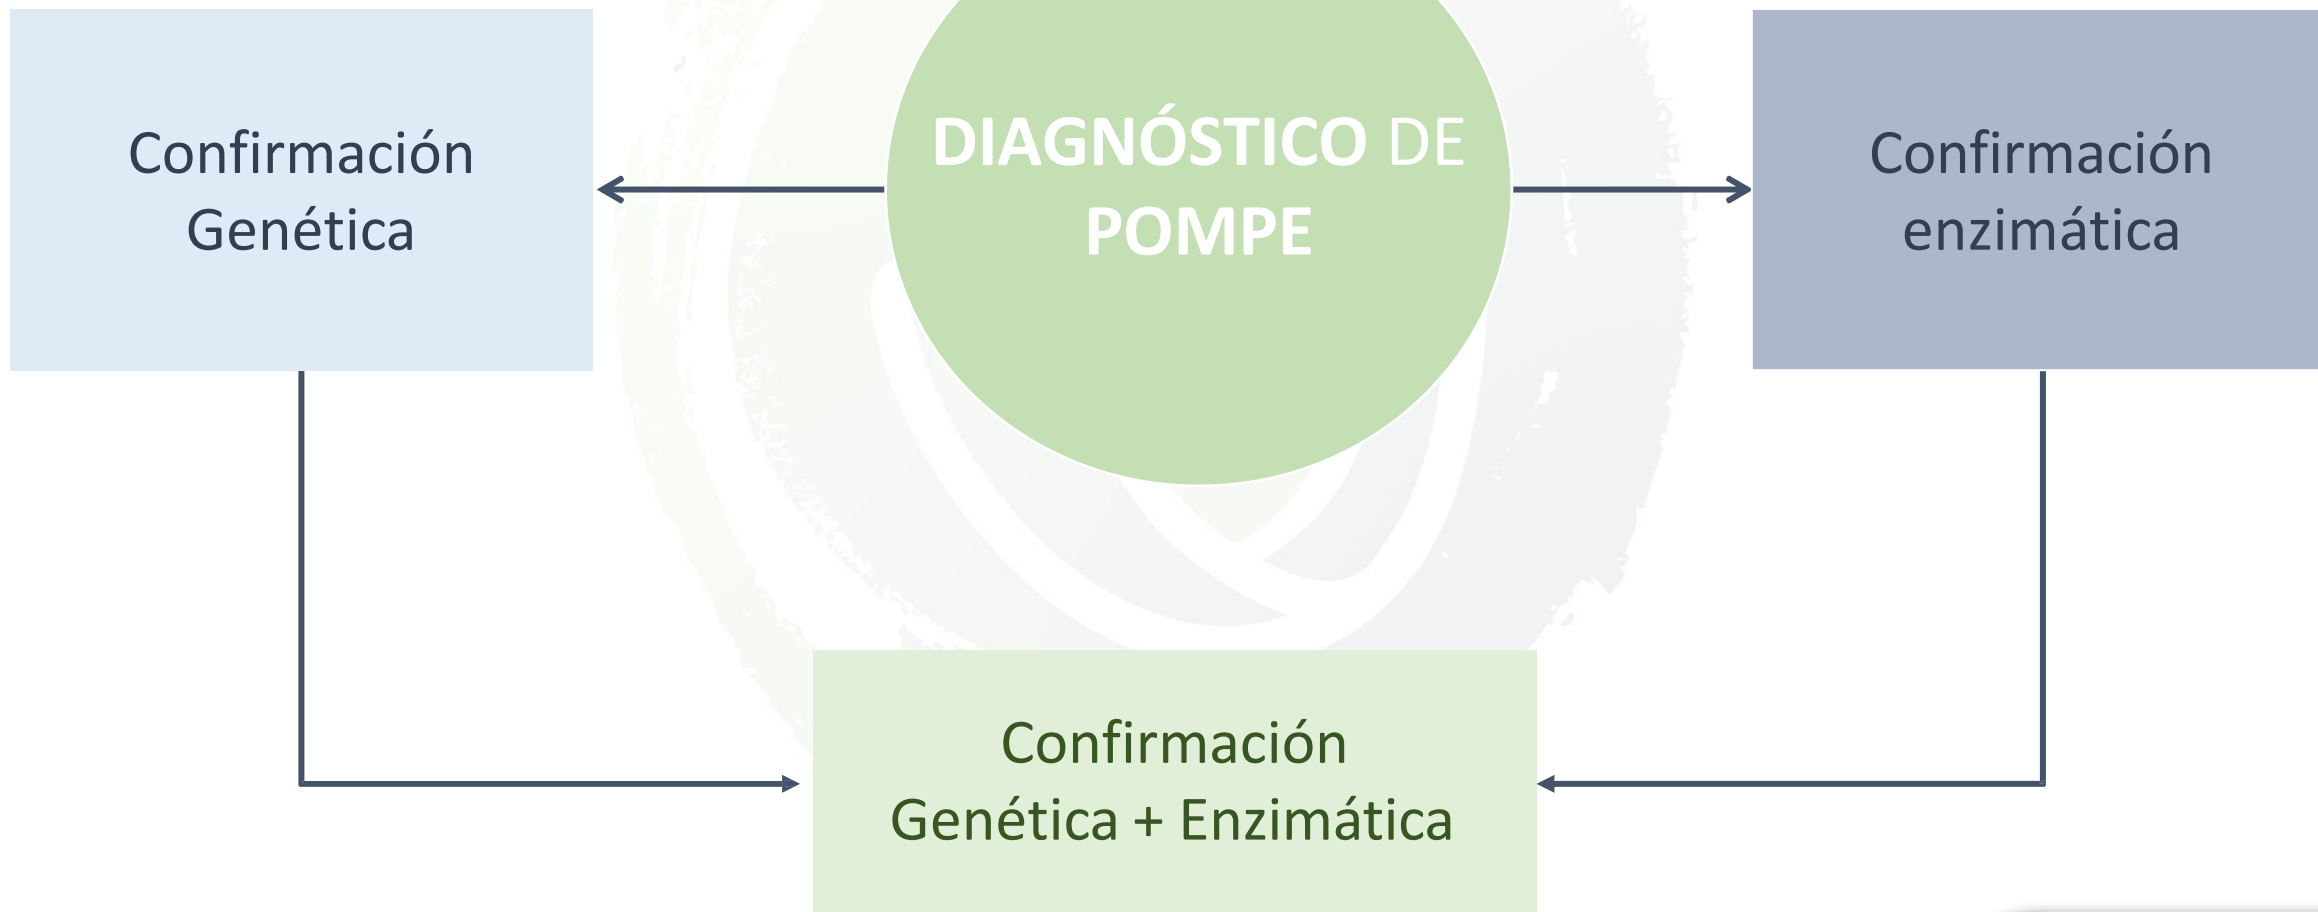 Confirmación
Genética
DIAGNÓSTICO DE
POMPE
Confirmación
enzimática
Confirmación
Genética + Enzimática